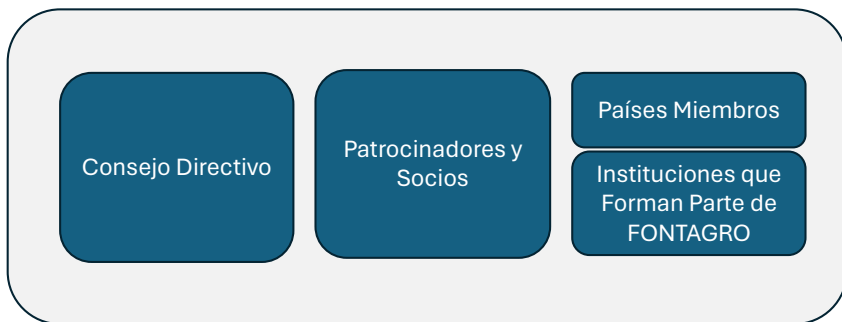 Consejo Directivo
Patrocinadores y
Socios
Países Miembros
Instituciones que
Forman Parte de
FONTAGRO